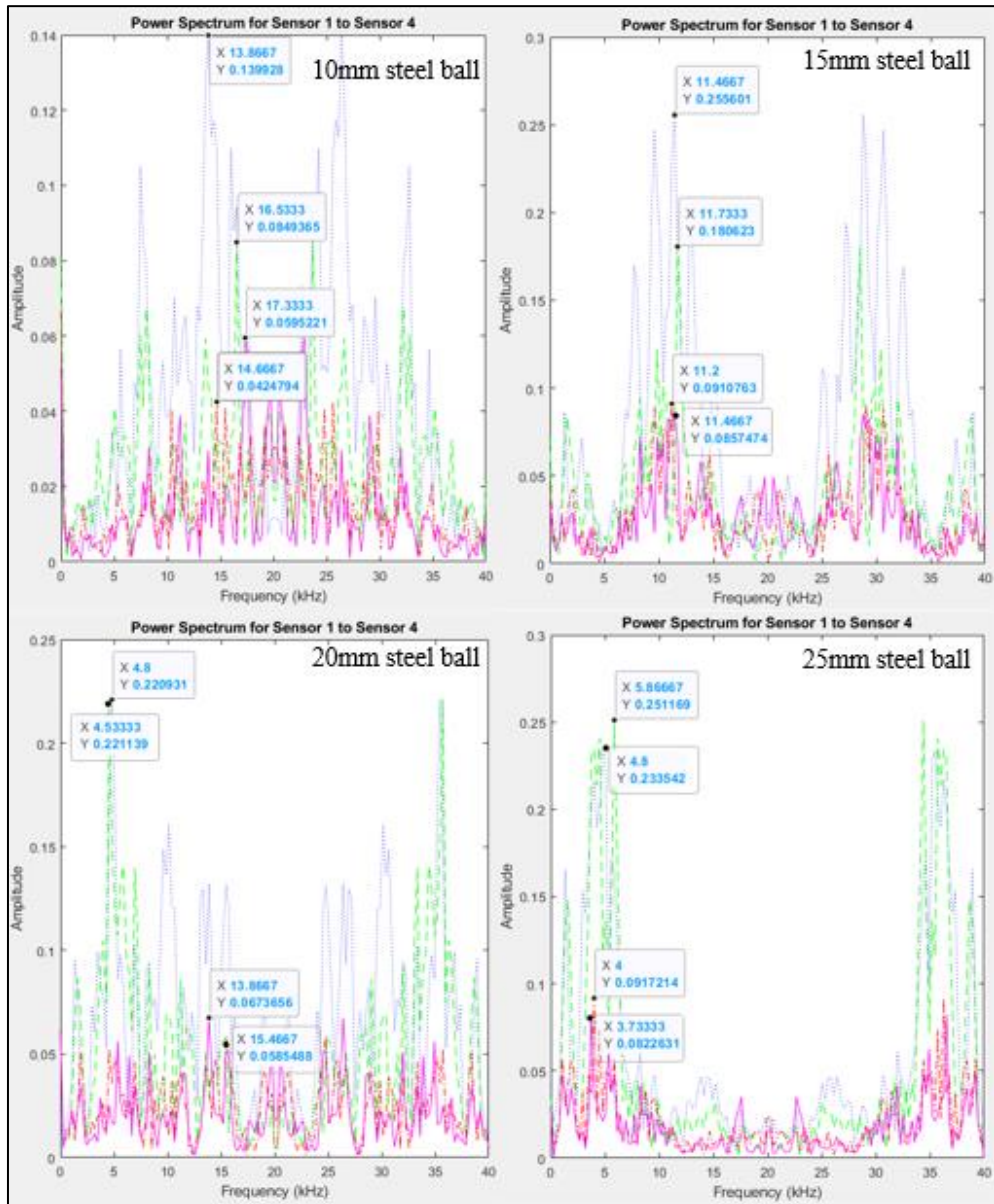 Power Spectrum for Sensor 1 to Sensor 4
10mm steel ball
Amplitude
0.14
0.12
0.1
0.08
0.06
0.04
0.02
0
X 13.8667
Y 0.139928
X 16.5333
Y 0.0849365
X 17.3333
Y 0.0595221
X 14.6667
Y 0.0424794
0 5 10 15 20 25 30 35 40
Frequency (kHz)
Power Spectrum for Sensor 1 to Sensor 4
15mm steel ball
Amplitude
0.3
0.25
0.2
0.15
0.1
0.05
0
X 11.4667
Y 0.255601
X 11.7333
Y 0.180623
X 11.2
Y 0.0910763
X 11.4667
Y 0.0857474
0 5 10 15 20 25 30 35 40
Frequency (kHz)
Power Spectrum for Sensor 1 to Sensor 4
20mm steel ball
Amplitude
0.25
0.2
0.15
0.1
0.05
0
X 4.8
Y 0.220931
X 4.53333
Y 0.221139
X 13.8667
Y 0.0673656
X 15.4667
Y 0.0585488
0 5 10 15 20 25 30 35 40
Frequency (kHz)
Power Spectrum for Sensor 1 to Sensor 4
25mm steel ball
Amplitude
0.3
0.25
0.2
0.15
0.1
0.05
0
X 5.86667
Y 0.251169
X 4.8
Y 0.233542
X 4
Y 0.0917214
X 3.73333
Y 0.0822631
0 5 10 15 20 25 30 35 40
Frequency (kHz)